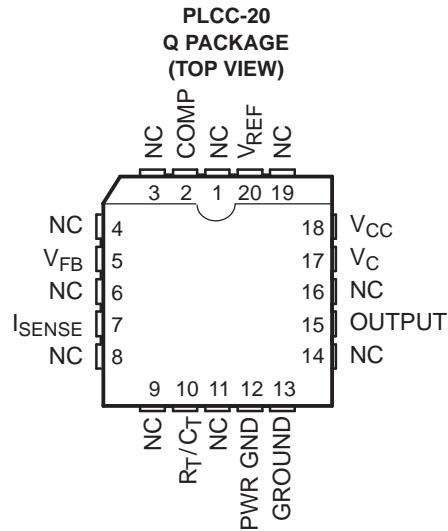 PLCC-20
Q PACKAGE
(TOP VIEW)
NC
COMP
NC
VREF
NC
3 2 1 20 19
NC 4
VFB 5
NC 6
ISENSE 7
NC 8
18 VCC
17 VC
16 NC
15 OUTPUT
14 NC
9 10 11 12 13
NC
RT/CT
NC
PWR GND
GROUND